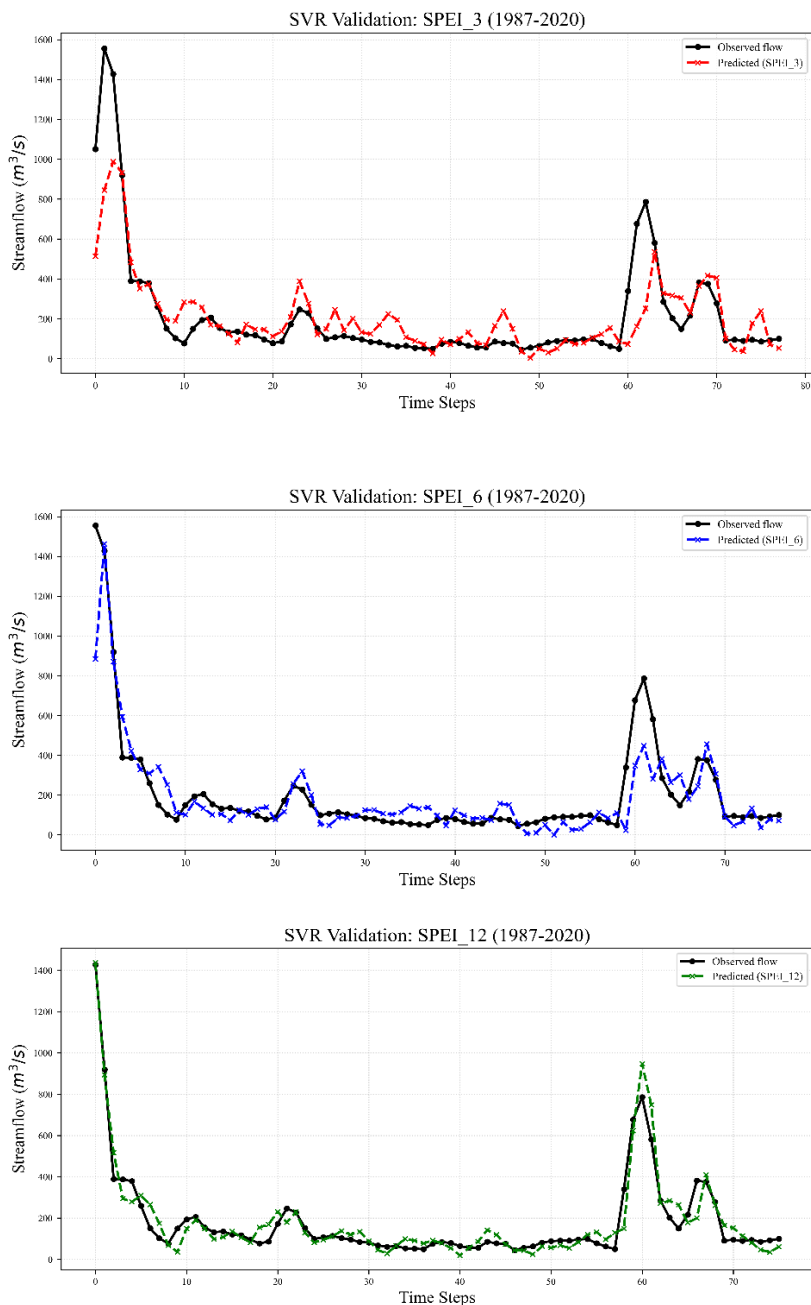 SVR Validation: SPEI_3 (1987-2020)
1600
1400
1200
1000
800
600
400
200
0
Streamflow (m³/s)
Observed flow
Predicted (SPEI_3)
0 10 20 30 40 50 60 70 80
Time Steps
SVR Validation: SPEI_6 (1987-2020)
1600
1400
1200
1000
800
600
400
200
0
Streamflow (m³/s)
Observed flow
Predicted (SPEI_6)
0 10 20 30 40 50 60 70
Time Steps
SVR Validation: SPEI_12 (1987-2020)
1400
1200
1000
800
600
400
200
0
Streamflow (m³/s)
Observed flow
Predicted (SPEI_12)
0 10 20 30 40 50 60 70
Time Steps